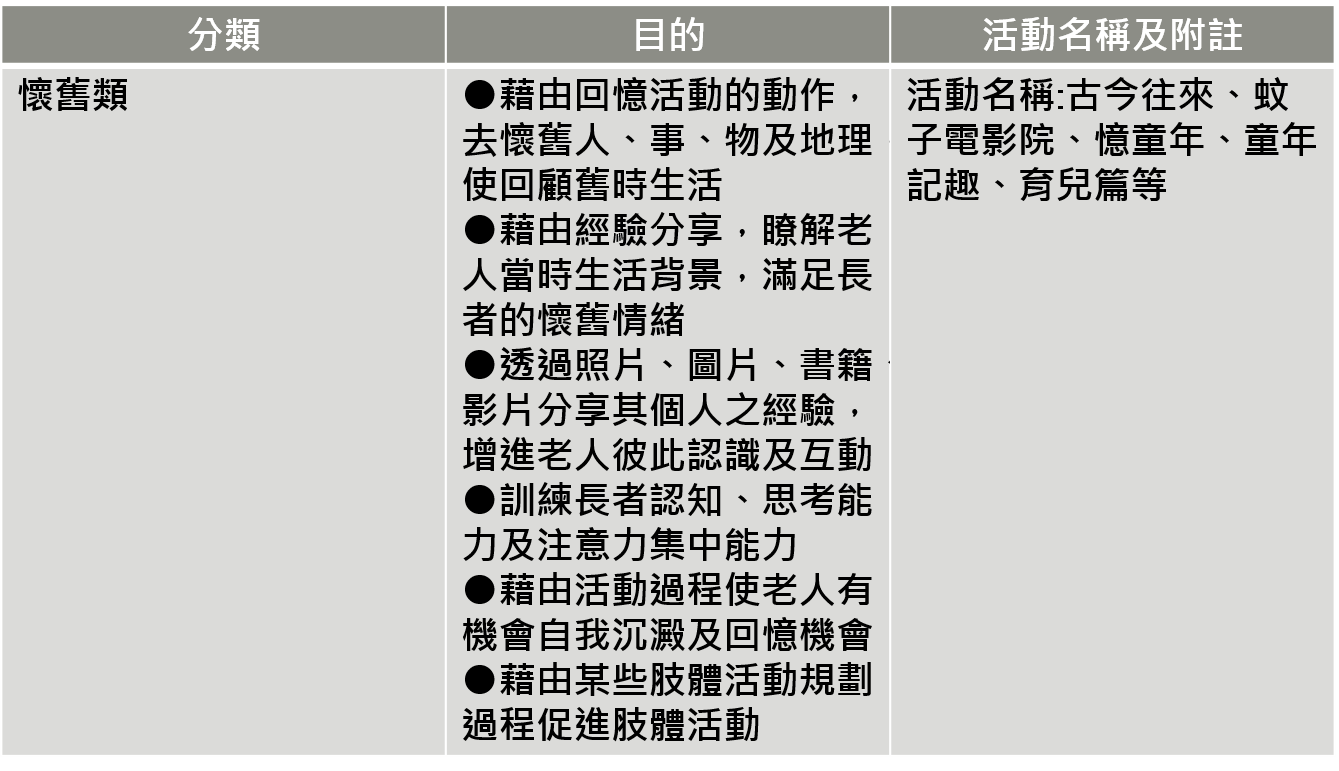 分類
目的
活動名稱及附註
懷舊類
●藉由回憶活動的動作，
去懷舊人、事、物及地理，
使回顧舊時生活
●藉由經驗分享，瞭解老
人當時生活背景，滿足長
者的懷舊情緒
●透過照片、圖片、書籍、
影片分享其個人之經驗，
增進老人彼此認識及互動
●訓練長者認知、思考能
力及注意力集中能力
●藉由活動過程使老人有
機會自我沉澱及回憶機會
●藉由某些肢體活動規劃
過程促進肢體活動
活動名稱:古今往來、蚊
子電影院、憶童年、童年
記趣、育兒篇等